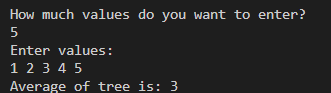 How much values do you want to enter?
5
Enter values:
1 2 3 4 5
Average of tree is: 3